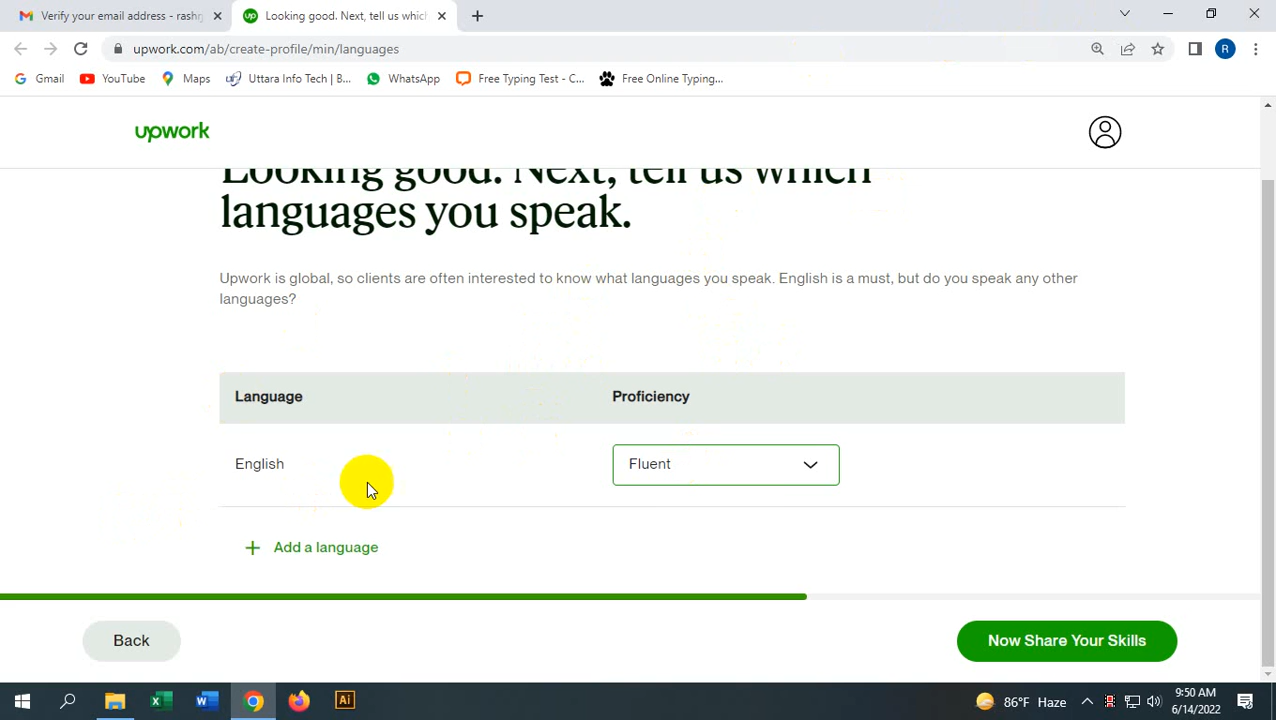 Verify your email address - rashr
Looking good. Next, tell us whic
upwork.com/ab/create-profile/min/languages
R
Gmail
YouTube
Maps
Uttara Info Tech | B...
WhatsApp
Free Typing Test - C...
Free Online Typing...
upwork
Looking good. Next, tell us which
languages you speak.
Upwork is global, so clients are often interested to know what languages you speak. English is a must, but do you speak any other
languages?
Language
Proficiency
English
Fluent
+ Add a language
Back
Now Share Your Skills
86°F Haze
9:50 AM
6/14/2022